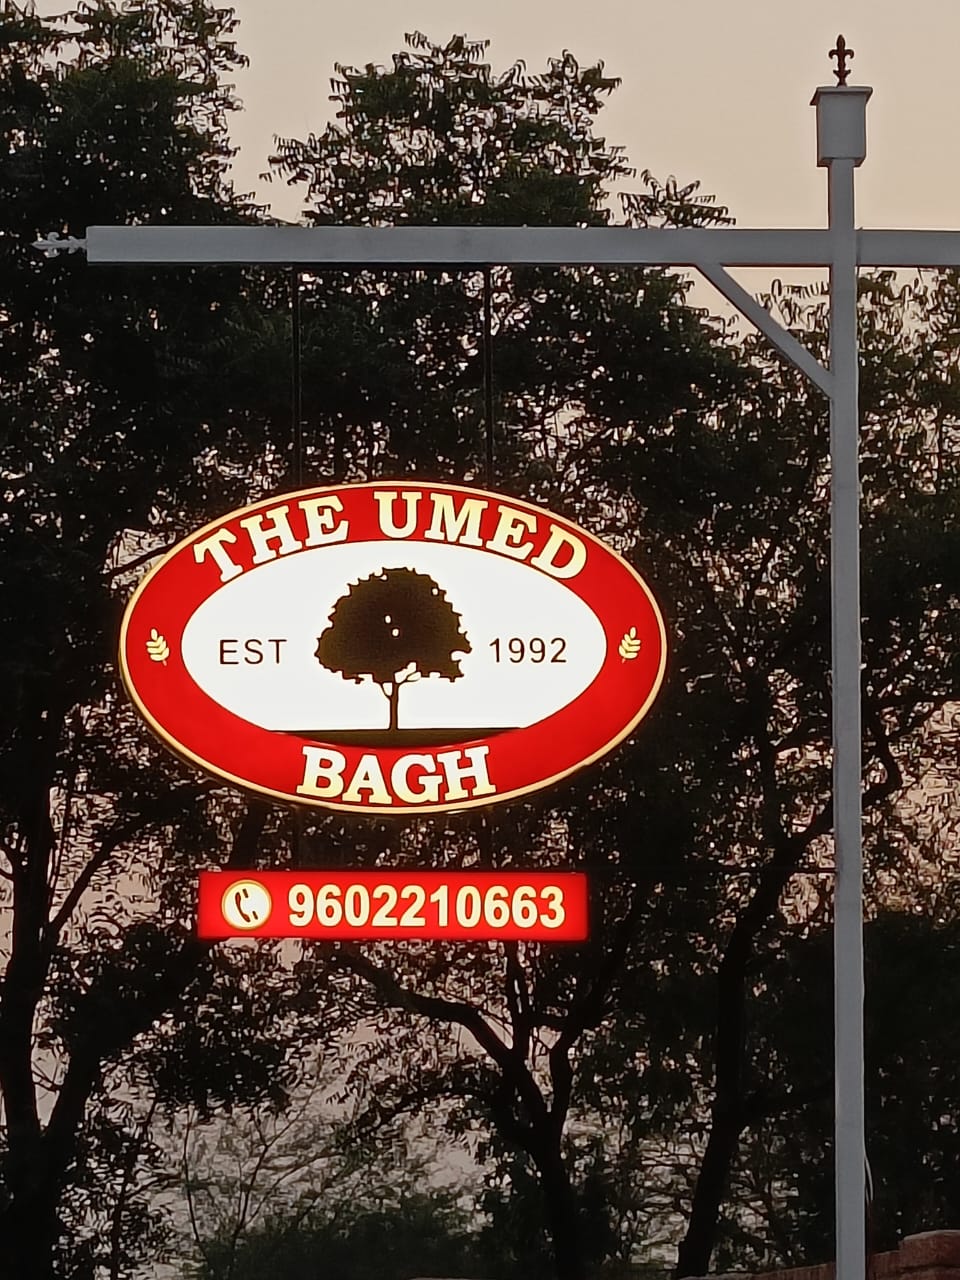 THE UMED
EST 1992
BAGH
9602210663